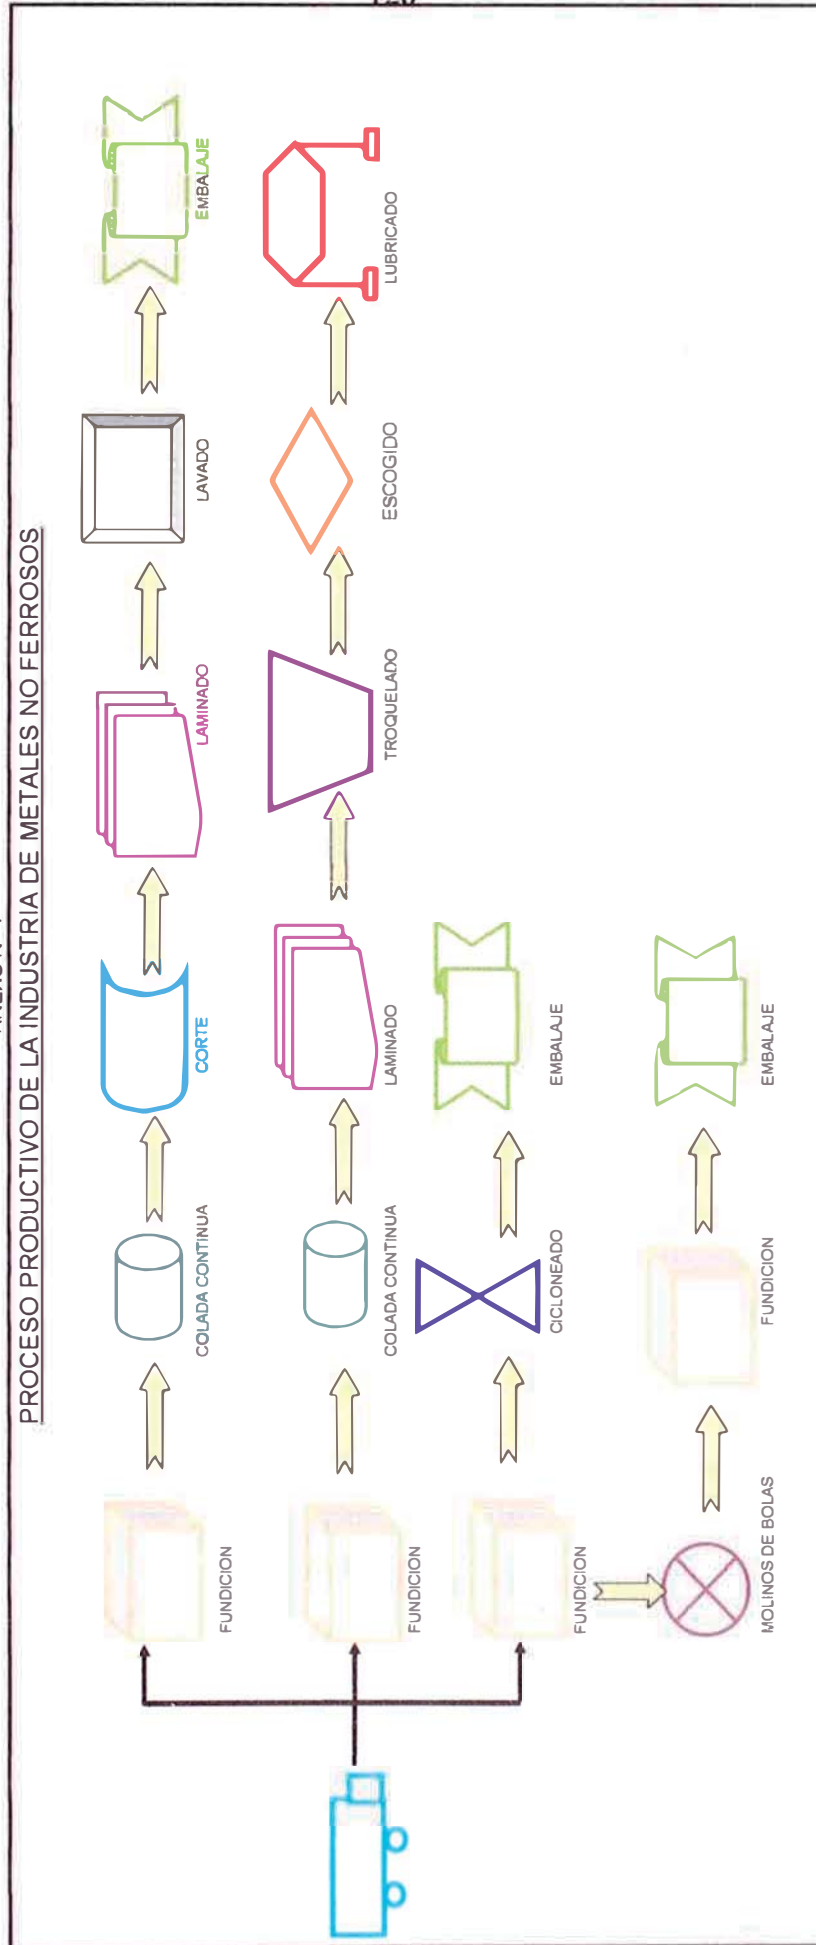 PROCESO PRODUCTIVO DE LA INDUSTRIA DE METALES NO FERROSOS
FUNDICION
COLADA CONTINUA
CORTE
LAMINADO
LAVADO
EMBALAJE
FUNDICION
COLADA CONTINUA
LAMINADO
TROQUELADO
ESCOGIDO
LUBRICADO
FUNDICION
CICLONEADO
EMBALAJE
MOLINOS DE BOLAS
FUNDICION
EMBALAJE